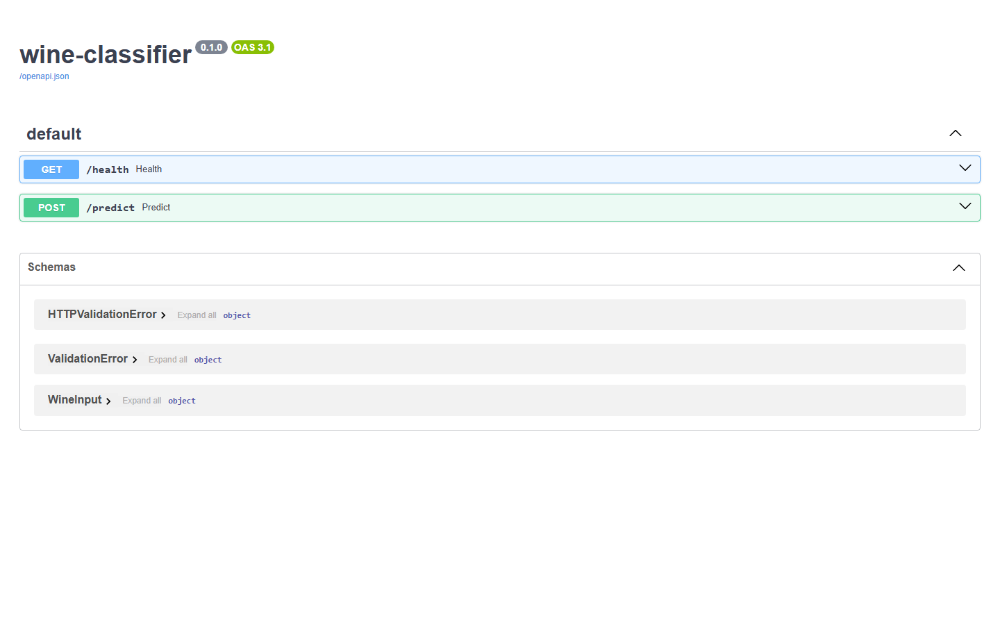 wine-classifier 0.1.0 OAS 3.1
/openapi.json
default
GET /health Health
POST /predict Predict
Schemas
HTTPValidationError Expand all object
ValidationError Expand all object
WineInput Expand all object